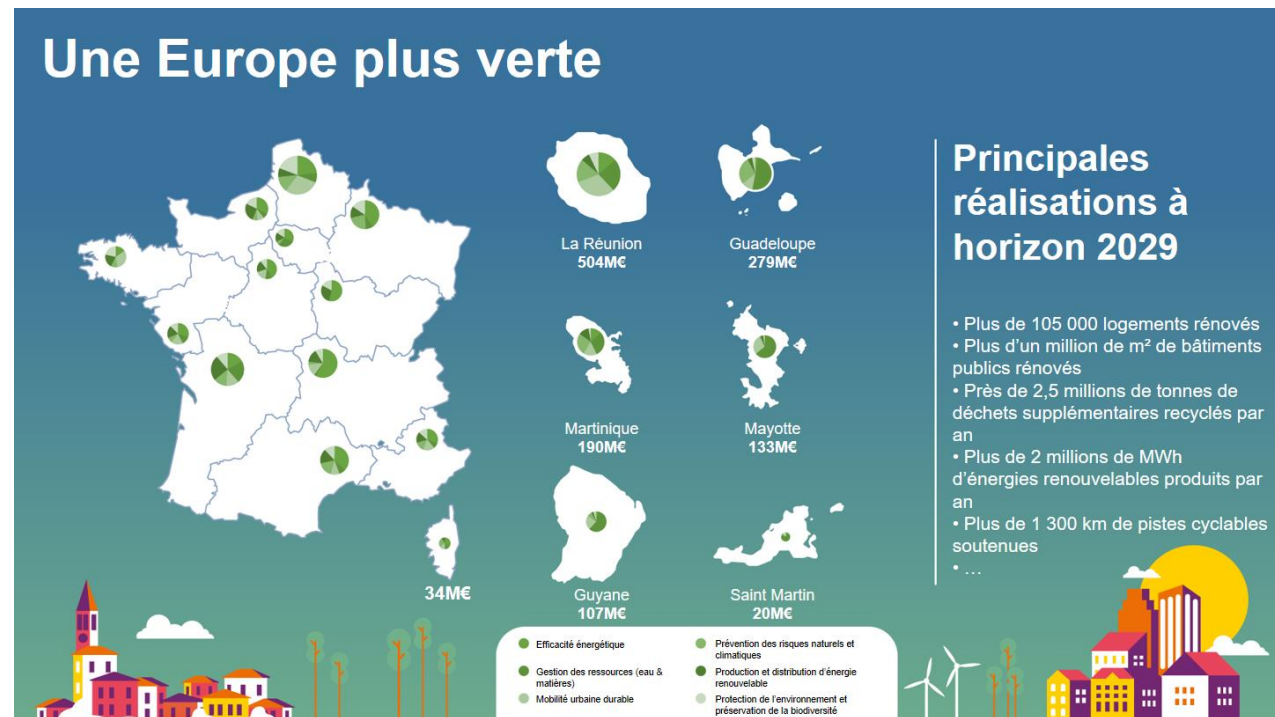 Une Europe plus verte
La Réunion
504M€
Guadeloupe
279M€
Martinique
190M€
Mayotte
133M€
34M€
Guyane
107M€
Saint Martin
20M€
Efficacité énergétique
Gestion des ressources (eau &
matières)
Mobilité urbaine durable
Prévention des risques naturels et
climatiques
Production et distribution d'énergie
renouvelable
Protection de l'environnement et
préservation de la biodiversité
Principales
réalisations à
horizon 2029
• Plus de 105 000 logements rénovés
• Plus d'un million de m² de bâtiments
publics rénovés
• Près de 2,5 millions de tonnes de
déchets supplémentaires recyclés par
an
• Plus de 2 millions de MWh
d'énergies renouvelables produits par
an
• Plus de 1 300 km de pistes cyclables
soutenues
• …